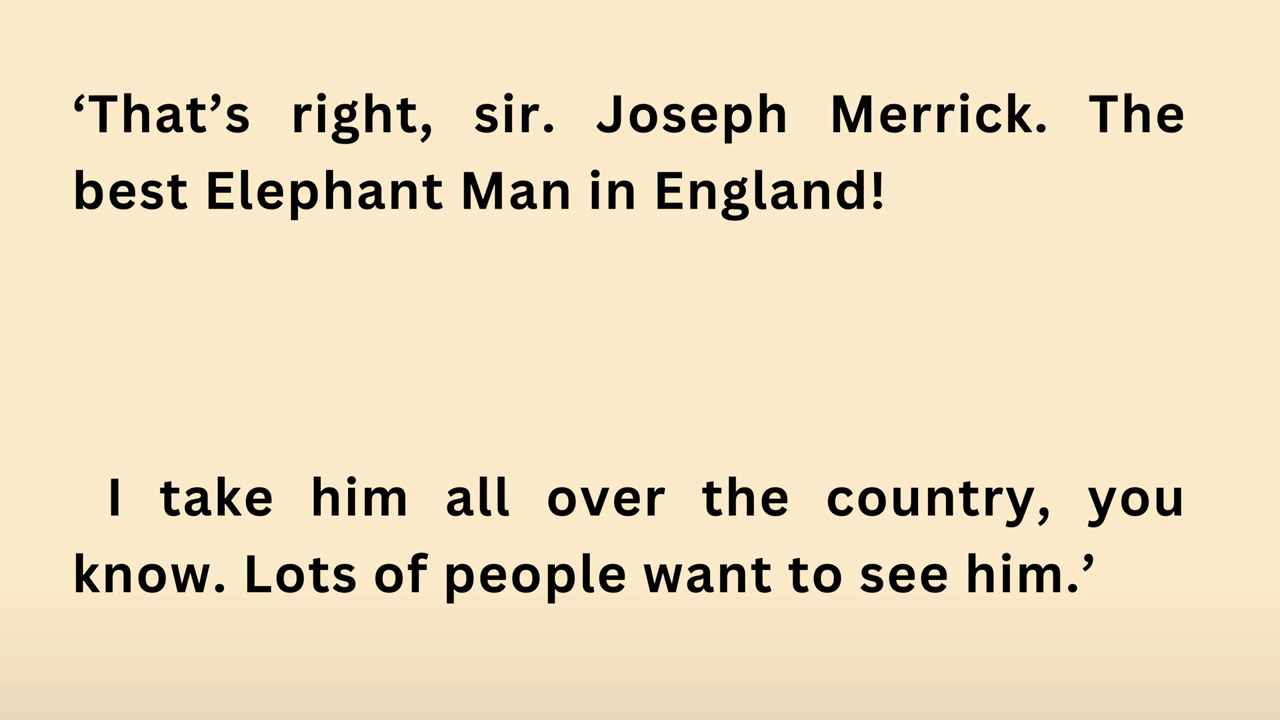 ‘That’s right, sir. Joseph Merrick. The
best Elephant Man in England!
I take him all over the country, you
know. Lots of people want to see him.’